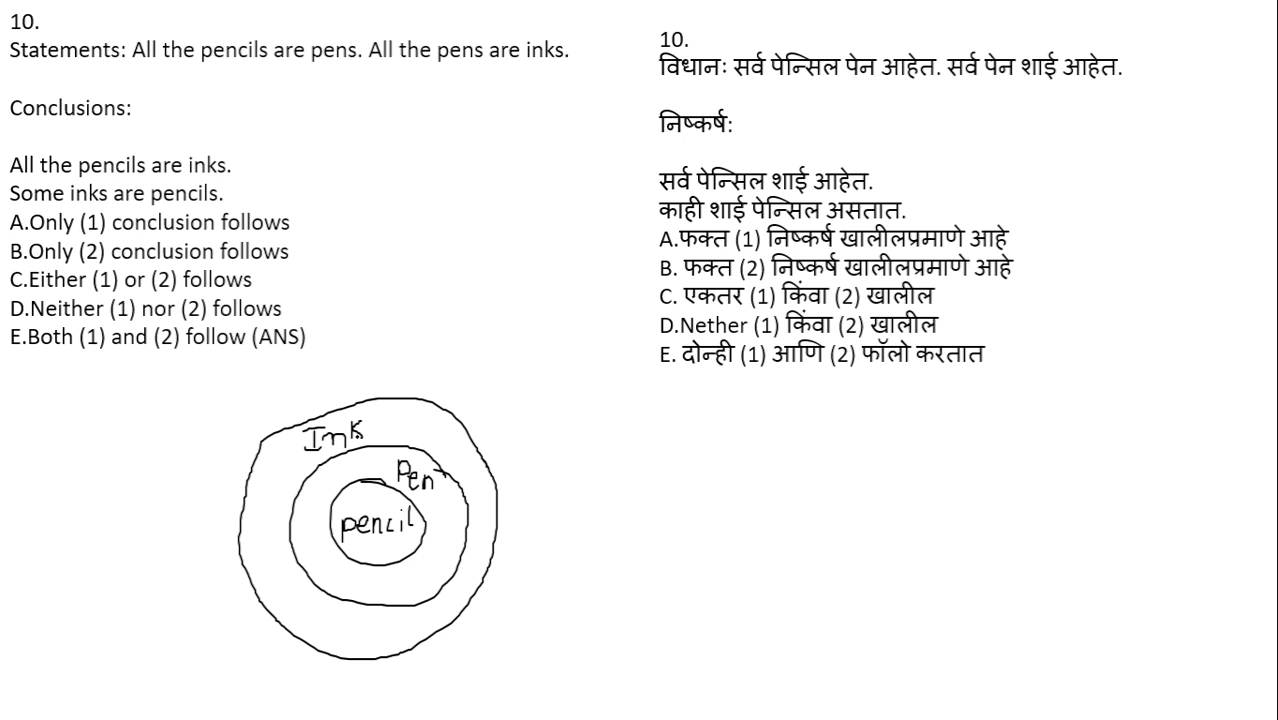 10.
Statements: All the pencils are pens. All the pens are inks.
Conclusions:
All the pencils are inks.
Some inks are pencils.
A.Only (1) conclusion follows
B.Only (2) conclusion follows
C.Either (1) or (2) follows
D.Neither (1) nor (2) follows
E.Both (1) and (2) follow (ANS)
Ink
Pen
pencil
10.
विधानः सर्व पेन्सिल पेन आहेत. सर्व पेन शाई आहेत.
निष्कर्ष:
सर्व पेन्सिल शाई आहेत.
काही शाई पेन्सिल असतात.
A.फक्त (1) निष्कर्ष खालीलप्रमाणे आहे
B. फक्त (2) निष्कर्ष खालीलप्रमाणे आहे
C. एकतर (1) किंवा (2) खालील
D.Nether (1) किंवा (2) खालील
E. दोन्ही (1) आणि (2) फॉलो करतात